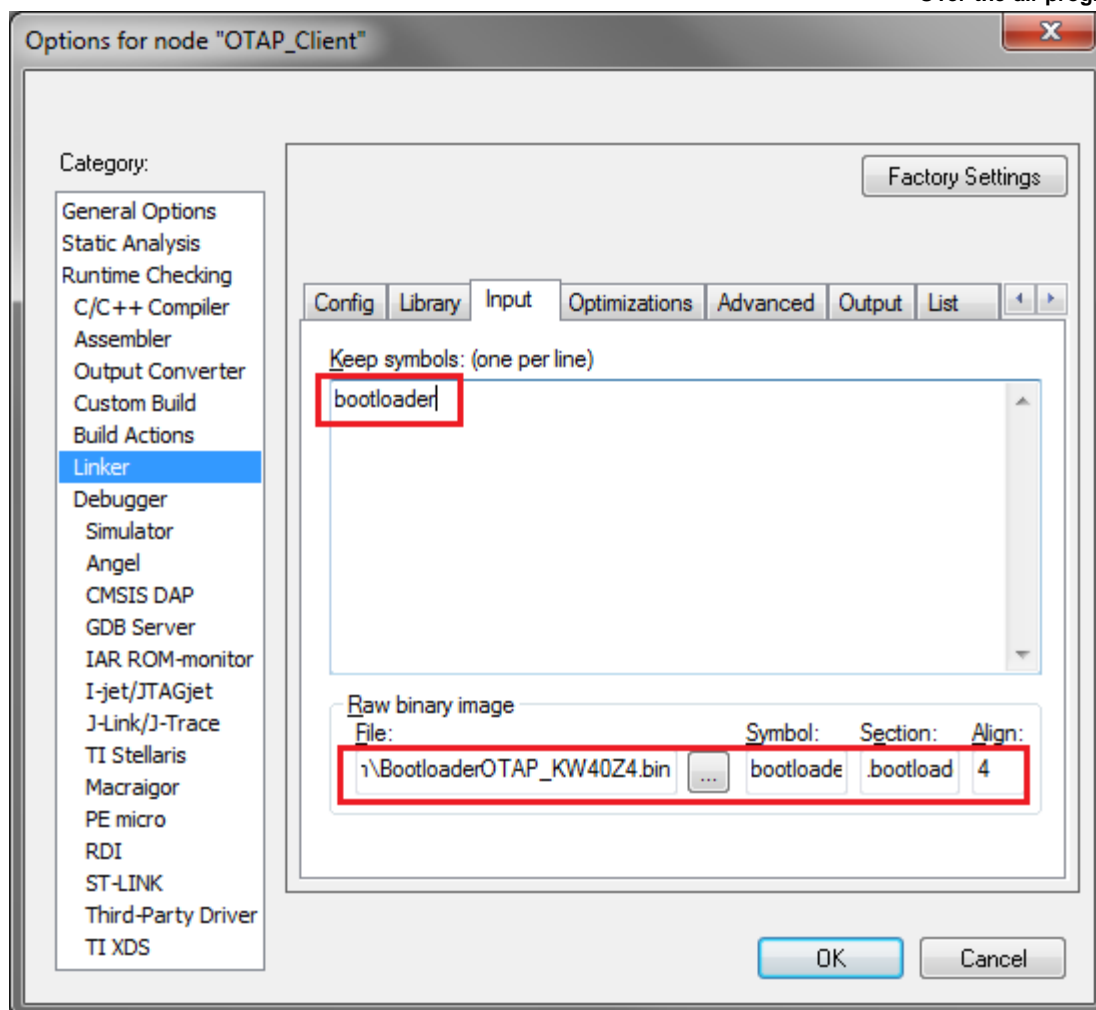 Options for node "OTAP_Client"
Category:
General Options
Static Analysis
Runtime Checking
C/C++ Compiler
Assembler
Output Converter
Custom Build
Build Actions
Linker
Debugger
Simulator
Angel
CMSIS DAP
GDB Server
IAR ROM-monitor
I-jet/JTAGjet
J-Link/J-Trace
TI Stellaris
Macraigor
PE micro
RDI
ST-LINK
Third-Party Driver
TI XDS
Factory Settings
Config Library Input Optimizations Advanced Output List
Keep symbols: (one per line)
bootloader
Raw binary image
File: Symbol: Section: Align:
\BootloaderOTAP_KW40Z4.bin ... bootloade .bootload 4
OK Cancel